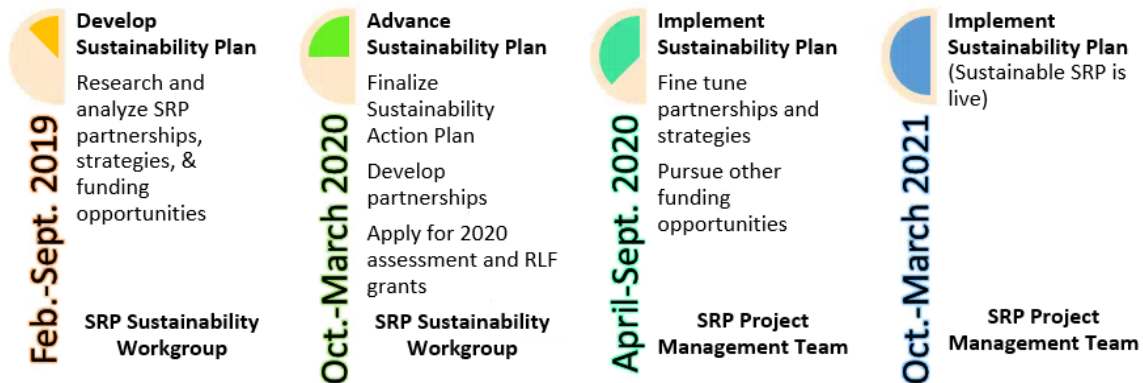 Feb.-Sept. 2019
Develop
Sustainability Plan
Research and
analyze SRP
partnerships,
strategies, &
funding
opportunities
SRP Sustainability
Workgroup
Oct.-March 2020
Advance
Sustainability Plan
Finalize
Sustainability
Action Plan
Develop
partnerships
Apply for 2020
assessment and RLF
grants
SRP Sustainability
Workgroup
April-Sept. 2020
Implement
Sustainability Plan
Fine tune
partnerships and
strategies
Pursue other
funding
opportunities
SRP Project
Management Team
Oct.-March 2021
Implement
Sustainability Plan
(Sustainable SRP is
live)
SRP Project
Management Team